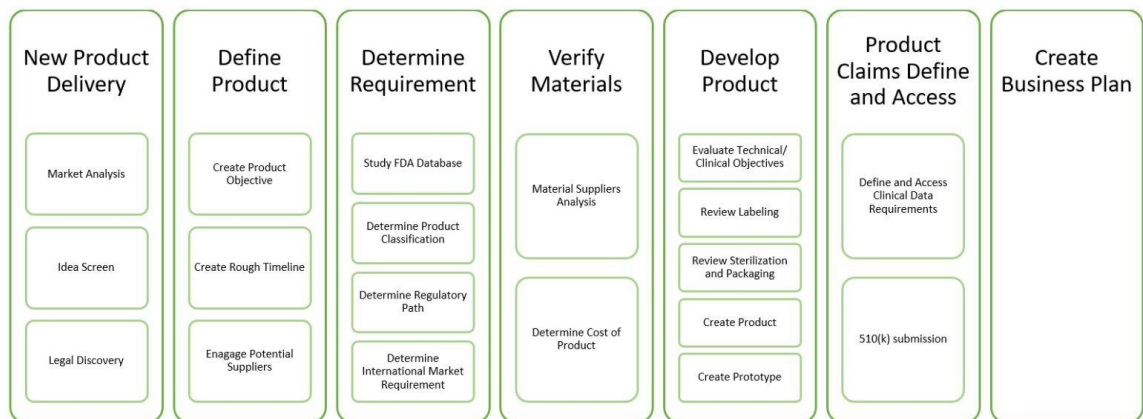 New Product
Delivery
Market Analysis
Idea Screen
Legal Discovery
Define
Product
Create Product
Objective
Create Rough Timeline
Enagage Potential
Suppliers
Determine
Requirement
Study FDA Database
Determine Product
Classification
Determine Regulatory
Path
Determine
International Market
Requirement
Verify
Materials
Material Suppliers
Analysis
Determine Cost of
Product
Develop
Product
Evaluate Technical/
Clinical Objectives
Review Labeling
Review Sterilization
and Packaging
Create Product
Create Prototype
Product
Claims Define
and Access
Define and Access
Clinical Data
Requirements
510(k) submission
Create
Business Plan